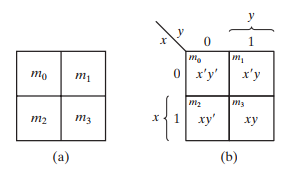 y
x y 0 1
m₀ m₁
m₀ x'y' m₁ x'y
0
m₂ m₃
x 1 m₂ xy' m₃ xy
(a) (b)